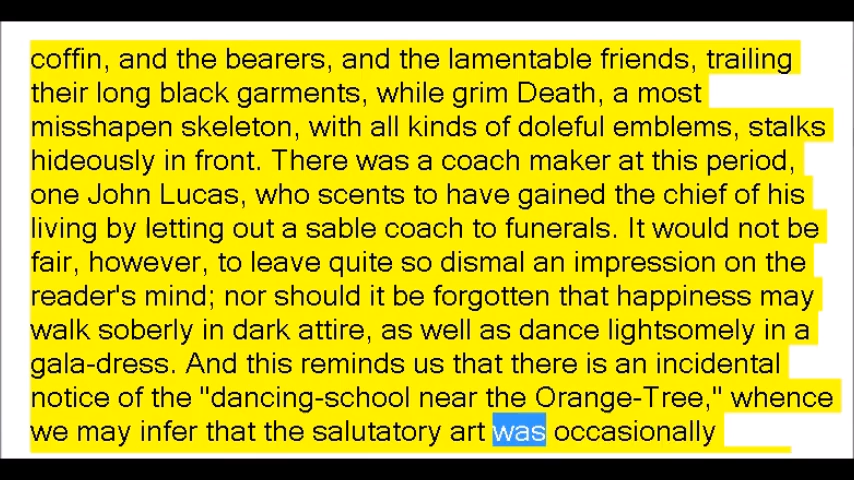 coffin, and the bearers, and the lamentable friends, trailing
their long black garments, while grim Death, a most
misshapen skeleton, with all kinds of doleful emblems, stalks
hideously in front. There was a coach maker at this period,
one John Lucas, who scents to have gained the chief of his
living by letting out a sable coach to funerals. It would not be
fair, however, to leave quite so dismal an impression on the
reader's mind; nor should it be forgotten that happiness may
walk soberly in dark attire, as well as dance lightsomely in a
gala-dress. And this reminds us that there is an incidental
notice of the "dancing-school near the Orange-Tree," whence
we may infer that the salutatory art was occasionally